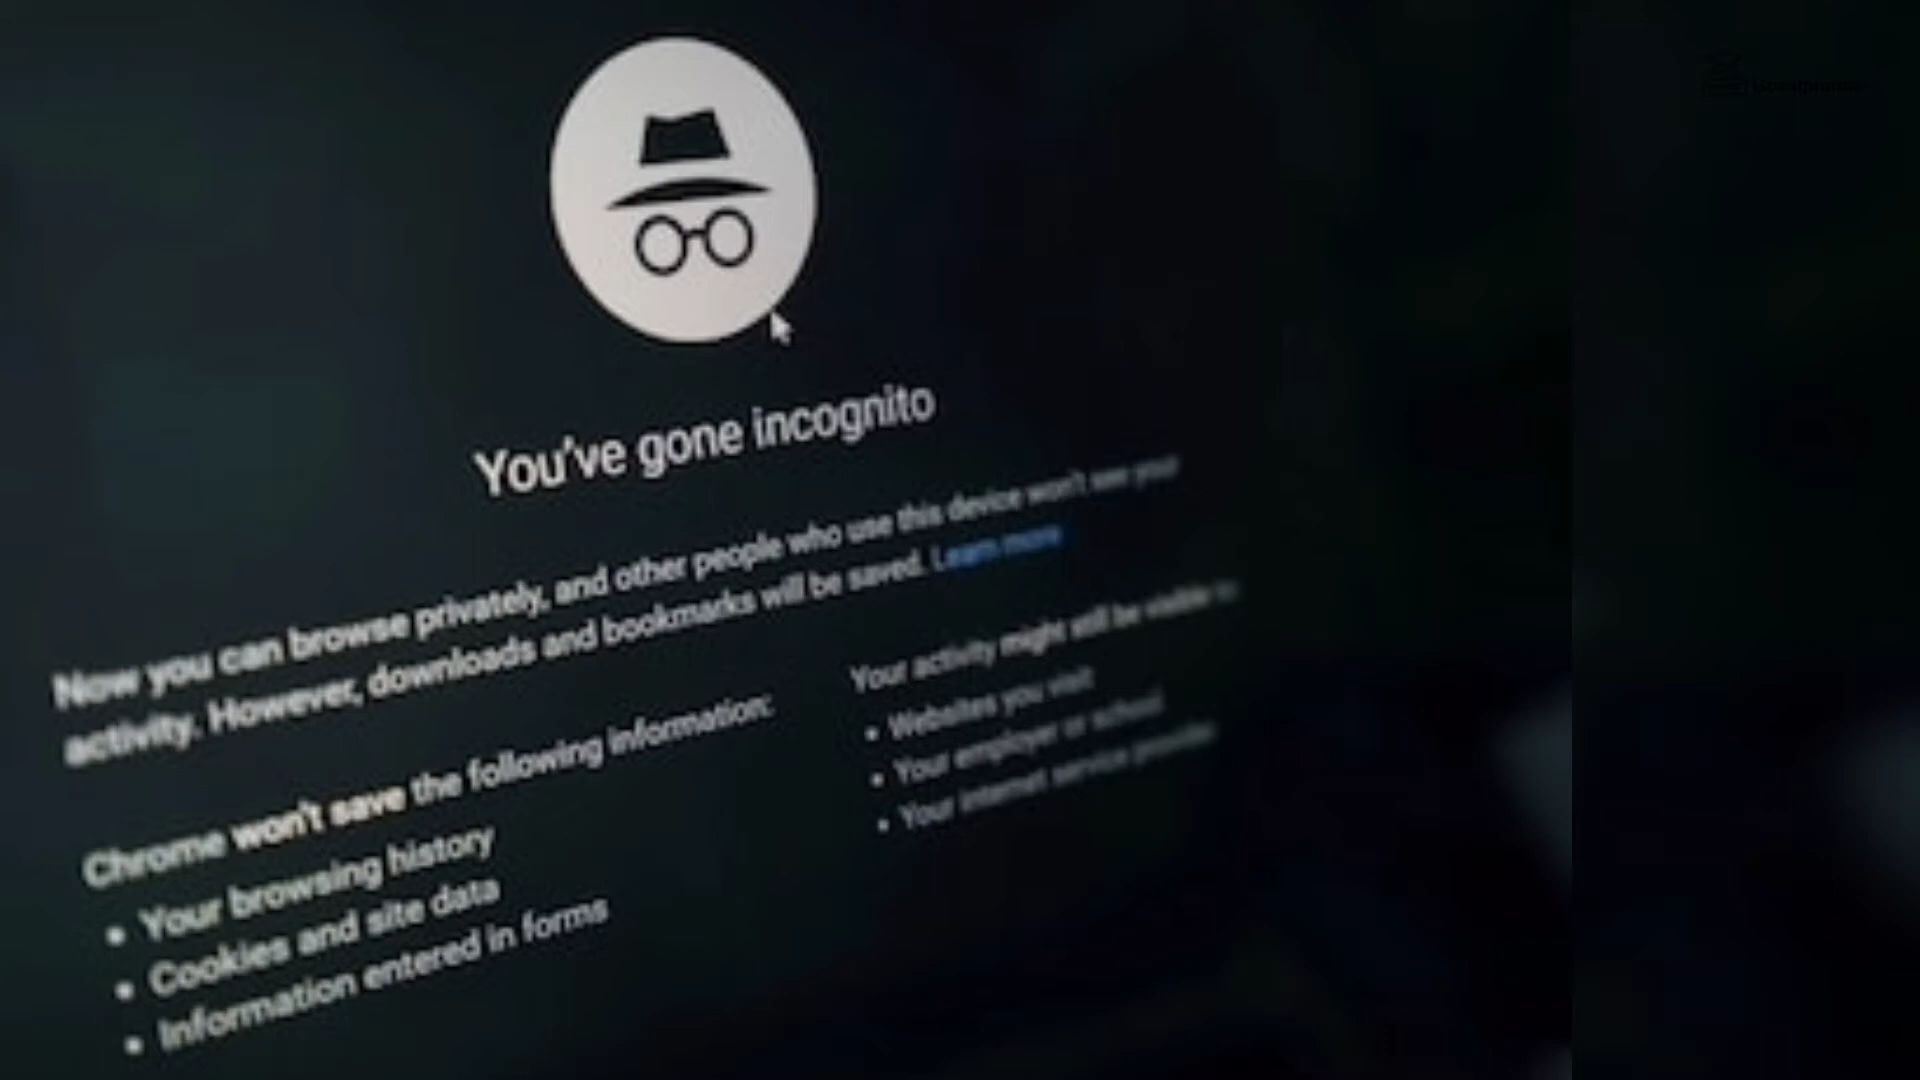 You've gone incognito
Now you can browse privately, and other people who use this device won't see your
activity. However, downloads and bookmarks will be saved. Learn more
Chrome won't save the following information:
• Your browsing history
• Cookies and site data
• Information entered in forms
Your activity might still be visible to
• Websites you visit
• Your employer or school
• Your internet service provider